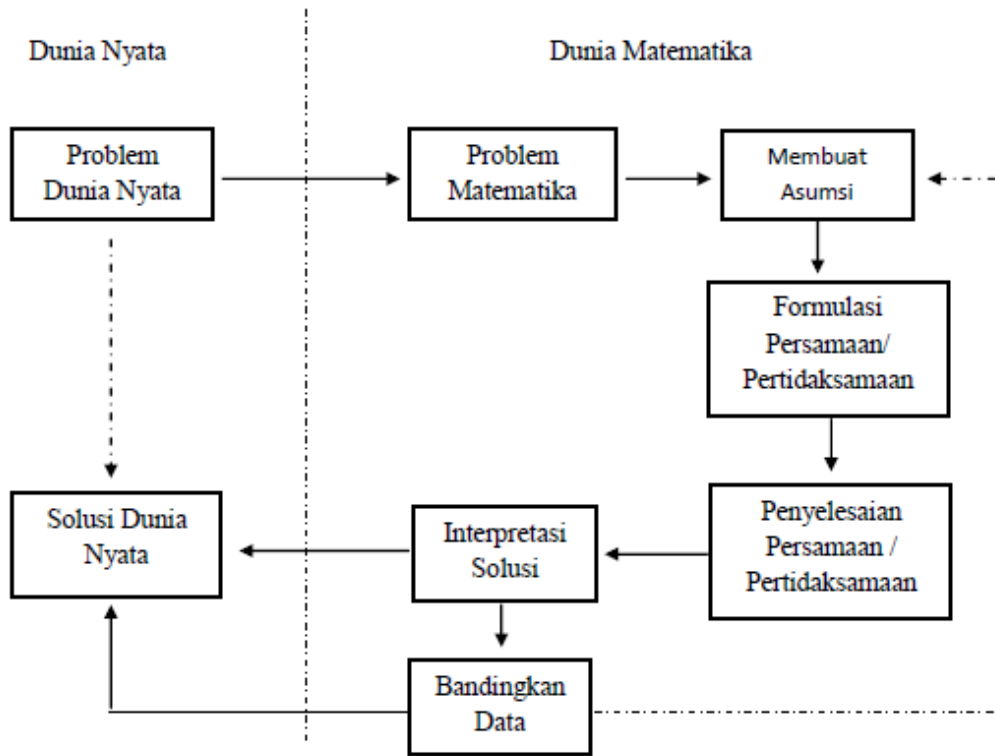 Dunia Nyata
Dunia Matematika
Problem
Dunia Nyata
Problem
Matematika
Membuat
Asumsi
Formulasi
Persamaan/
Pertidaksamaan
Solusi Dunia
Nyata
Interpretasi
Solusi
Penyelesaian
Persamaan /
Pertidaksamaan
Bandingkan
Data